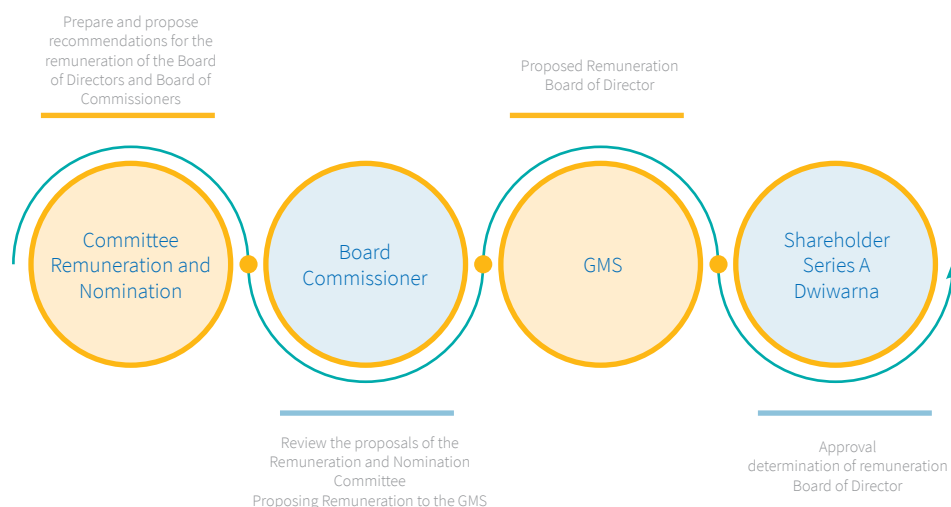 Prepare and propose
recommendations for the
remuneration of the Board
of Directors and Board of
Commissioners
Proposed Remuneration
Board of Director
Committee
Remuneration and
Nomination
Board
Commissioner
GMS
Shareholder
Series A
Dwiwarna
Review the proposals of the
Remuneration and Nomination
Committee
Proposing Remuneration to the GMS
Approval
determination of remuneration
Board of Director